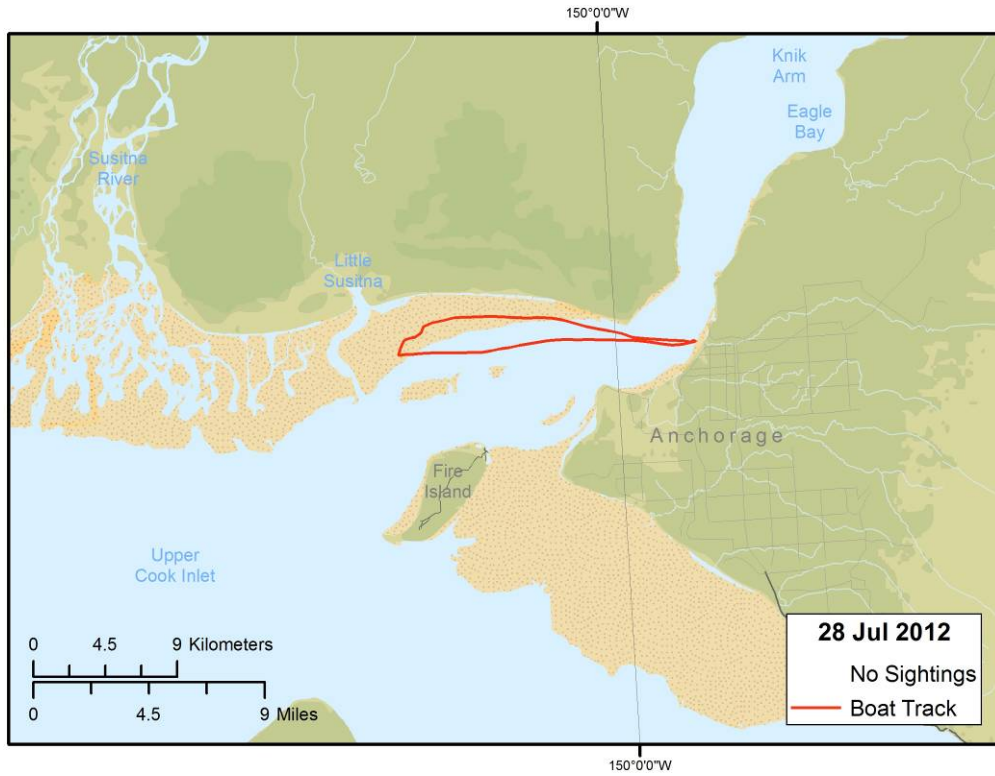 150°0'0"W
Knik
Arm
Eagle
Bay
Susitna
River
Little
Susitna
Anchorage
Fire
Island
Upper
Cook Inlet
0 4.5 9 Kilometers
0 4.5 9 Miles
28 Jul 2012
No Sightings
Boat Track
150°0'0"W